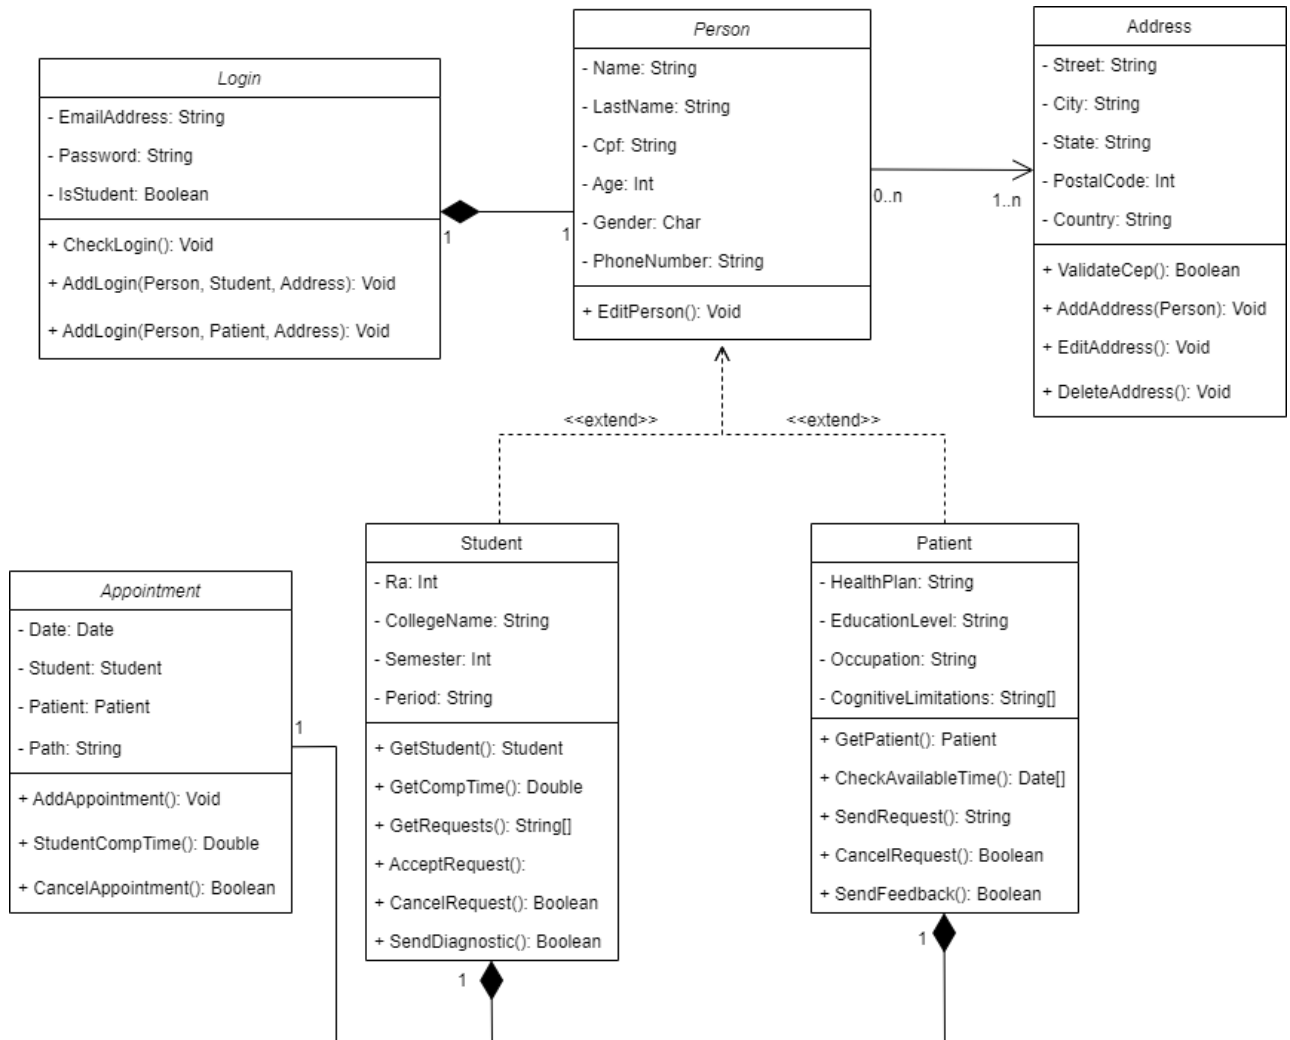 Login
- EmailAddress: String
- Password: String
- IsStudent: Boolean
+ CheckLogin(): Void
+ AddLogin(Person, Student, Address): Void
+ AddLogin(Person, Patient, Address): Void
1
1
Person
- Name: String
- LastName: String
- Cpf: String
- Age: Int
- Gender: Char
- PhoneNumber: String
+ EditPerson(): Void
0..n
1..n
Address
- Street: String
- City: String
- State: String
- PostalCode: Int
- Country: String
+ ValidateCep(): Boolean
+ AddAddress(Person): Void
+ EditAddress(): Void
+ DeleteAddress(): Void
<<extend>>
<<extend>>
Appointment
- Date: Date
- Student: Student
- Patient: Patient
- Path: String
+ AddAppointment(): Void
+ StudentCompTime(): Double
+ CancelAppointment(): Boolean
1
Student
- Ra: Int
- CollegeName: String
- Semester: Int
- Period: String
+ GetStudent(): Student
+ GetCompTime(): Double
+ GetRequests(): String[]
+ AcceptRequest():
+ CancelRequest(): Boolean
+ SendDiagnostic(): Boolean
1
Patient
- HealthPlan: String
- EducationLevel: String
- Occupation: String
- CognitiveLimitations: String[]
+ GetPatient(): Patient
+ CheckAvailableTime(): Date[]
+ SendRequest(): String
+ CancelRequest(): Boolean
+ SendFeedback(): Boolean
1